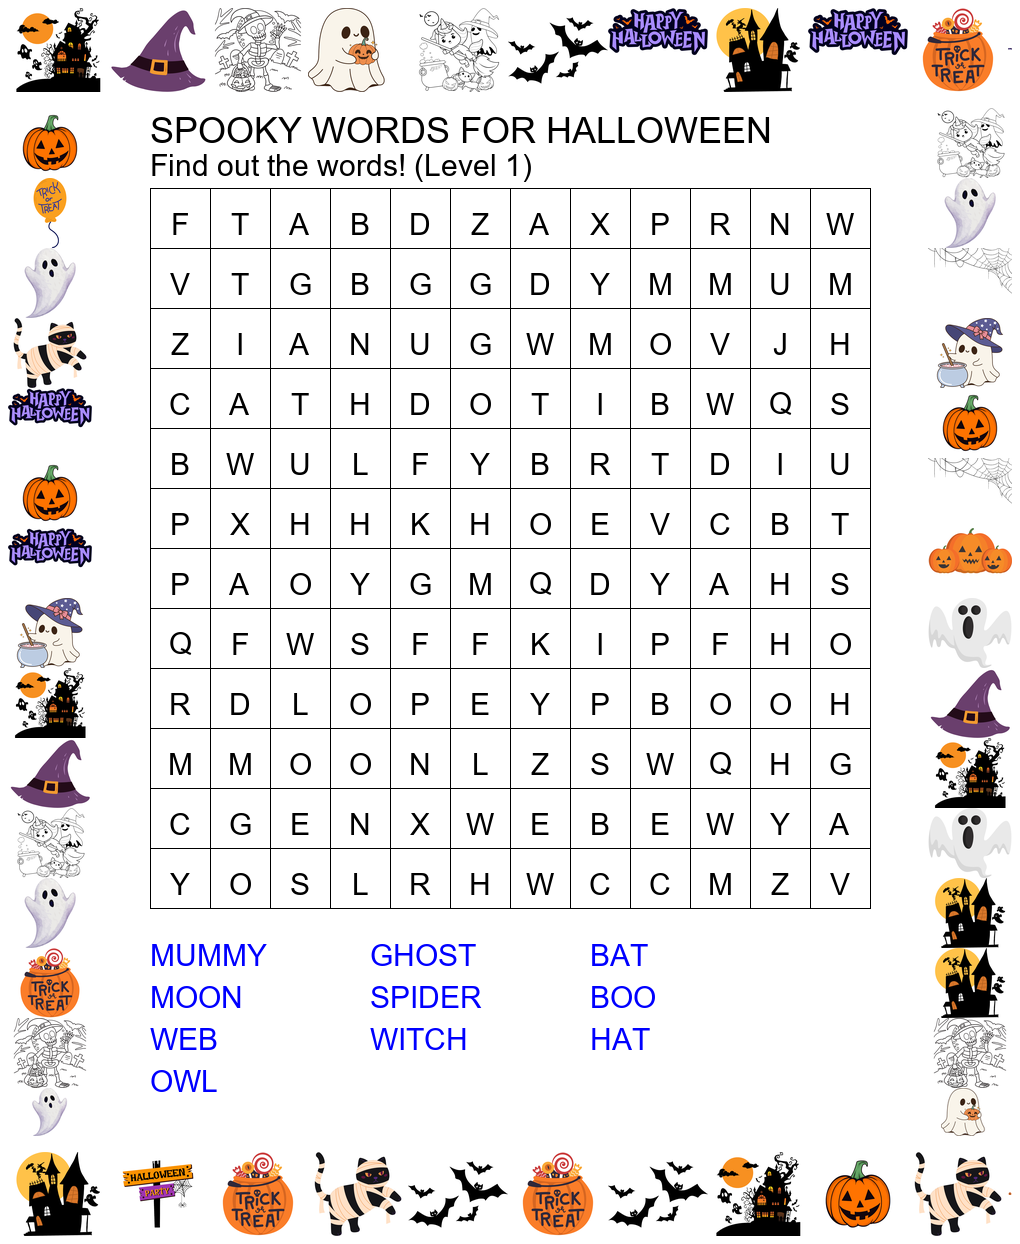 HAPPY HALLOWEEN
HAPPY HALLOWEEN
TRICK or TREAT
SPOOKY WORDS FOR HALLOWEEN
Find out the words! (Level 1)
TRICK or TREAT
HAPPY HALLOWEEN
HAPPY HALLOWEEN
F T A B D Z A X P R N W
V T G B G G D Y M M U M
Z I A N U G W M O V J H
C A T H D O T I B W Q S
B W U L F Y B R T D I U
P X H H K H O E V C B T
P A O Y G M Q D Y A H S
Q F W S F F K I P F H O
R D L O P E Y P B O O H
M M O O N L Z S W Q H G
C G E N X W E B E W Y A
Y O S L R H W C C M Z V
MUMMY GHOST BAT
MOON SPIDER BOO
WEB WITCH HAT
OWL
TRICK or TREAT
HALLOWEEN
PARTY
TRICK or TREAT
TRICK or TREAT